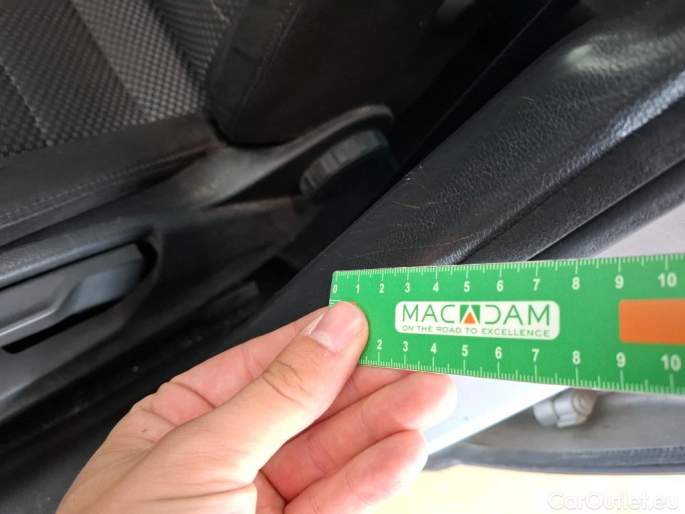 0 1 2 3 4 5 6 7 8 9 10
MACADAM
ON THE ROAD TO EXCELLENCE
2 3 4 5 6 7 8 9 10
CarOutlet.eu